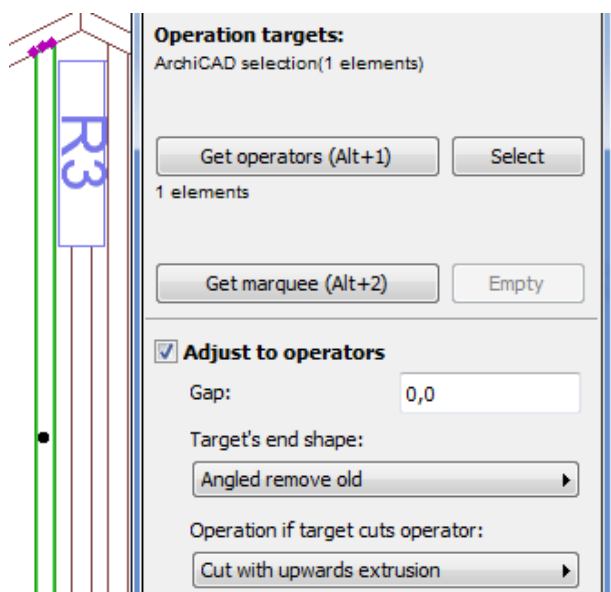 R3
Operation targets:
ArchiCAD selection(1 elements)
Get operators (Alt+1)
Select
1 elements
Get marquee (Alt+2)
Empty
Adjust to operators
Gap:
0,0
Target's end shape:
Angled remove old
Operation if target cuts operator:
Cut with upwards extrusion